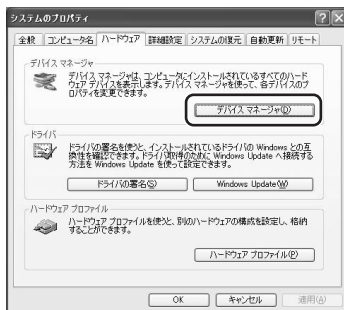 システムのプロパティ
全般 コンピュータ名 ハードウェア 詳細設定 システムの復元 自動更新 リモート
デバイス マネージャ
デバイス マネージャは、コンピュータにインストールされているすべてのハード
ウェア デバイスを表示します。デバイス マネージャを使って、各デバイスのプ
ロパティを変更できます。
デバイス マネージャ(D)
ドライバ
ドライバの署名を使うと、インストールされているドライバの Windows との互
換性を確認できます。ドライバ取得のために Windows Update へ接続する
方法を Windows Update を使って設定できます。
ドライバの署名(S) Windows Update(W)
ハードウェア プロファイル
ハードウェア プロファイルを使うと、別のハードウェアの構成を設定し、格納
することができます。
ハードウェア プロファイル(P)
OK キャンセル 適用(A)